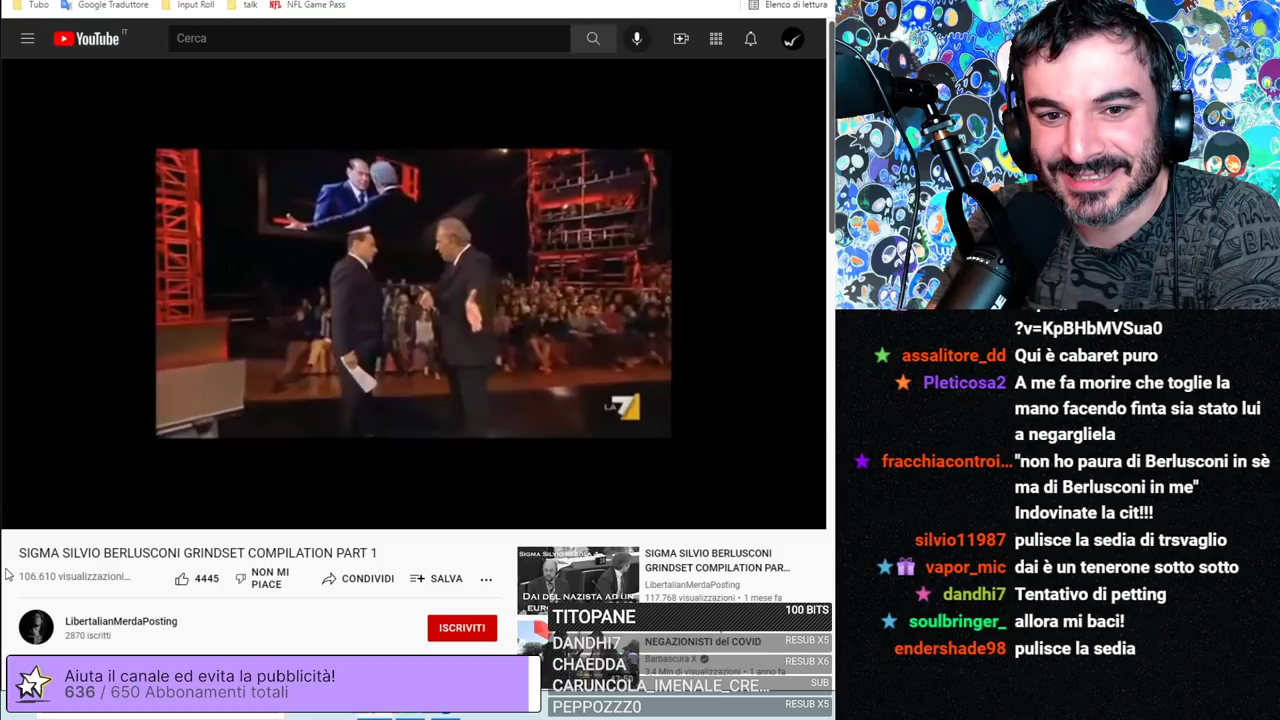 Tubo
Google Traduttore
Input Roll
talk
NFL Game Pass
Elenco di lettura
YouTube IT
Cerca
LA7
SIGMA SILVIO BERLUSCONI GRINDSET COMPILATION PART 1
106.610 visualizzazioni...
4445
NON MI
PIACE
CONDIVIDI
SALVA
LibertalianMerdaPosting
2870 iscritti
ISCRIVITI
SIGMA SILVIO BERLUSCONI
GRINDSET COMPILATION PAR...
LibertalianMerdaPosting
117.768 visualizzazioni • 1 mese fa
DAI DEL NAZISTA AD UN
TITOPANE 100 BITS
DANDHI7 RESUB X5
NEGAZIONISTI del COVID
CHAEDDA RESUB X6
Barbascura X
3,4 Mln di visualizzazioni • 1 anno fa
CARUNCOLA_IMENALE_CRE... SUB
PEPPOZZZ0 RESUB X5
Aiuta il canale ed evita la pubblicità!
636 / 650 Abbonamenti totali
?v=KpBHbMVSua0
assalitore_dd Qui è cabaret puro
Pleticosa2 A me fa morire che toglie la
mano facendo finta sia stato lui
a negargliela
fracchiacontroi... "non ho paura di Berlusconi in sè
ma di Berlusconi in me"
Indovinate la cit!!!
silvio11987 pulisce la sedia di trsvaglio
vapor_mic dai è un tenerone sotto sotto
dandhi7 Tentativo di petting
soulbringer_ allora mi baci!
endershade98 pulisce la sedia